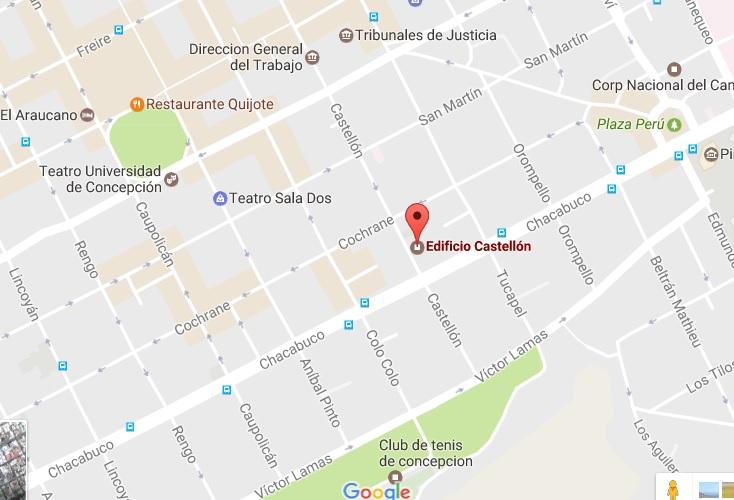 Freire
Tribunales de Justicia
Direccion General
del Trabajo
San Martín
Corp Nacional del Can
El Araucano
Restaurante Quijote
Castellón
San Martín
Plaza Perú
Orompello
Teatro Universidad
de Concepción
Teatro Sala Dos
Caupolicán
Cochrane
Edificio Castellón
Chacabuco
Orompello
Edmund
Rengo
Lincoyán
Beltrán Mathieu
Tucapel
Castellón
Cochrane
Chacabuco
Colo Colo
Víctor Lamas
Aníbal Pinto
Los Tilos
Caupolicán
Rengo
Lincoyán
Chacabuco
Víctor Lamas
Club de tenis
de concepcion
Los Aguiler
Google